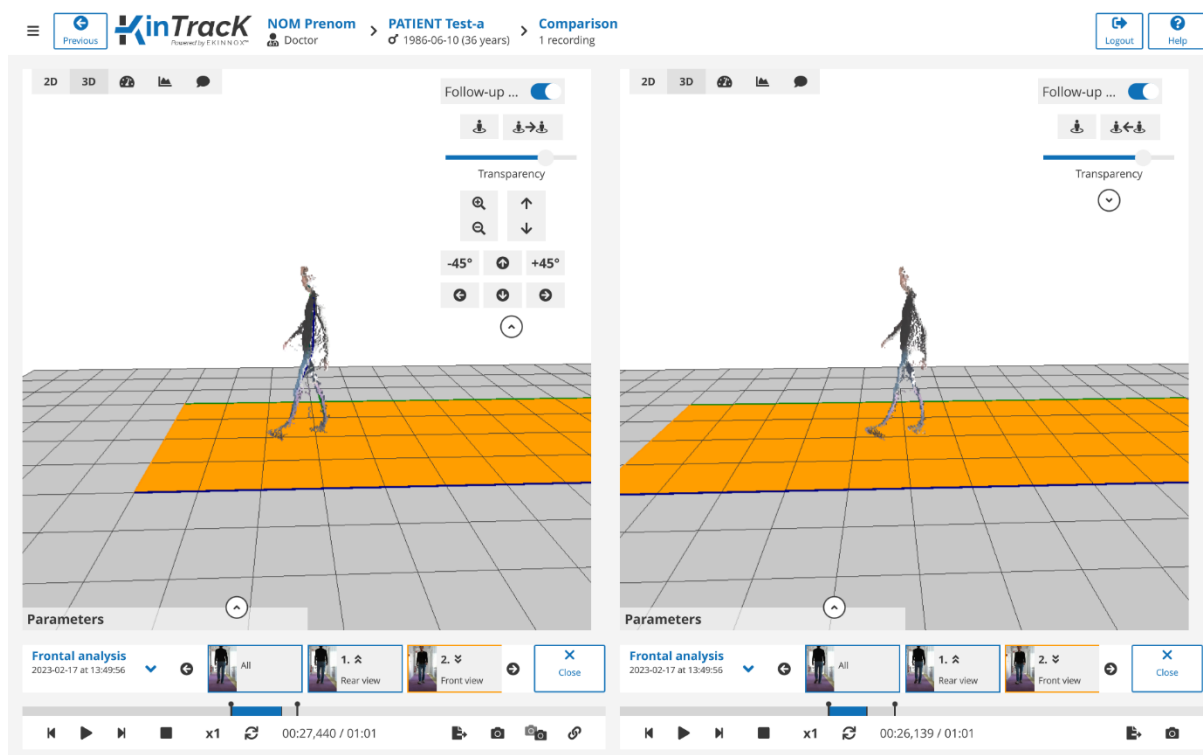 Previous
KinTracK
Powered by EKINNOX™
NOM Prenom
Doctor
PATIENT Test-a
1986-06-10 (36 years)
Comparison
1 recording
Logout
Help
2D 3D
Follow-up ...
Transparency
-45° +45°
Parameters
Frontal analysis
2023-02-17 at 13:49:56
All
1.
Rear view
2.
Front view
Close
x1 00:27,440 / 01:01
2D 3D
Follow-up ...
Transparency
Parameters
Frontal analysis
2023-02-17 at 13:49:56
All
1.
Rear view
2.
Front view
Close
x1 00:26,139 / 01:01